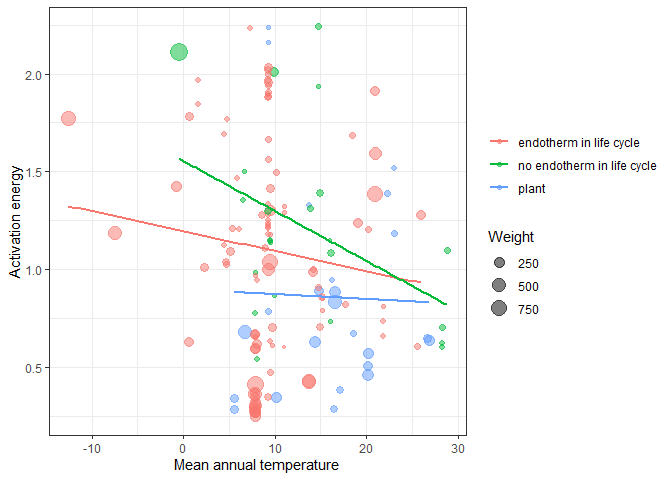 2.0
1.5
1.0
0.5
Activation energy
-10 0 10 20 30
Mean annual temperature
endotherm in life cycle
no endotherm in life cycle
plant
Weight
250
500
750